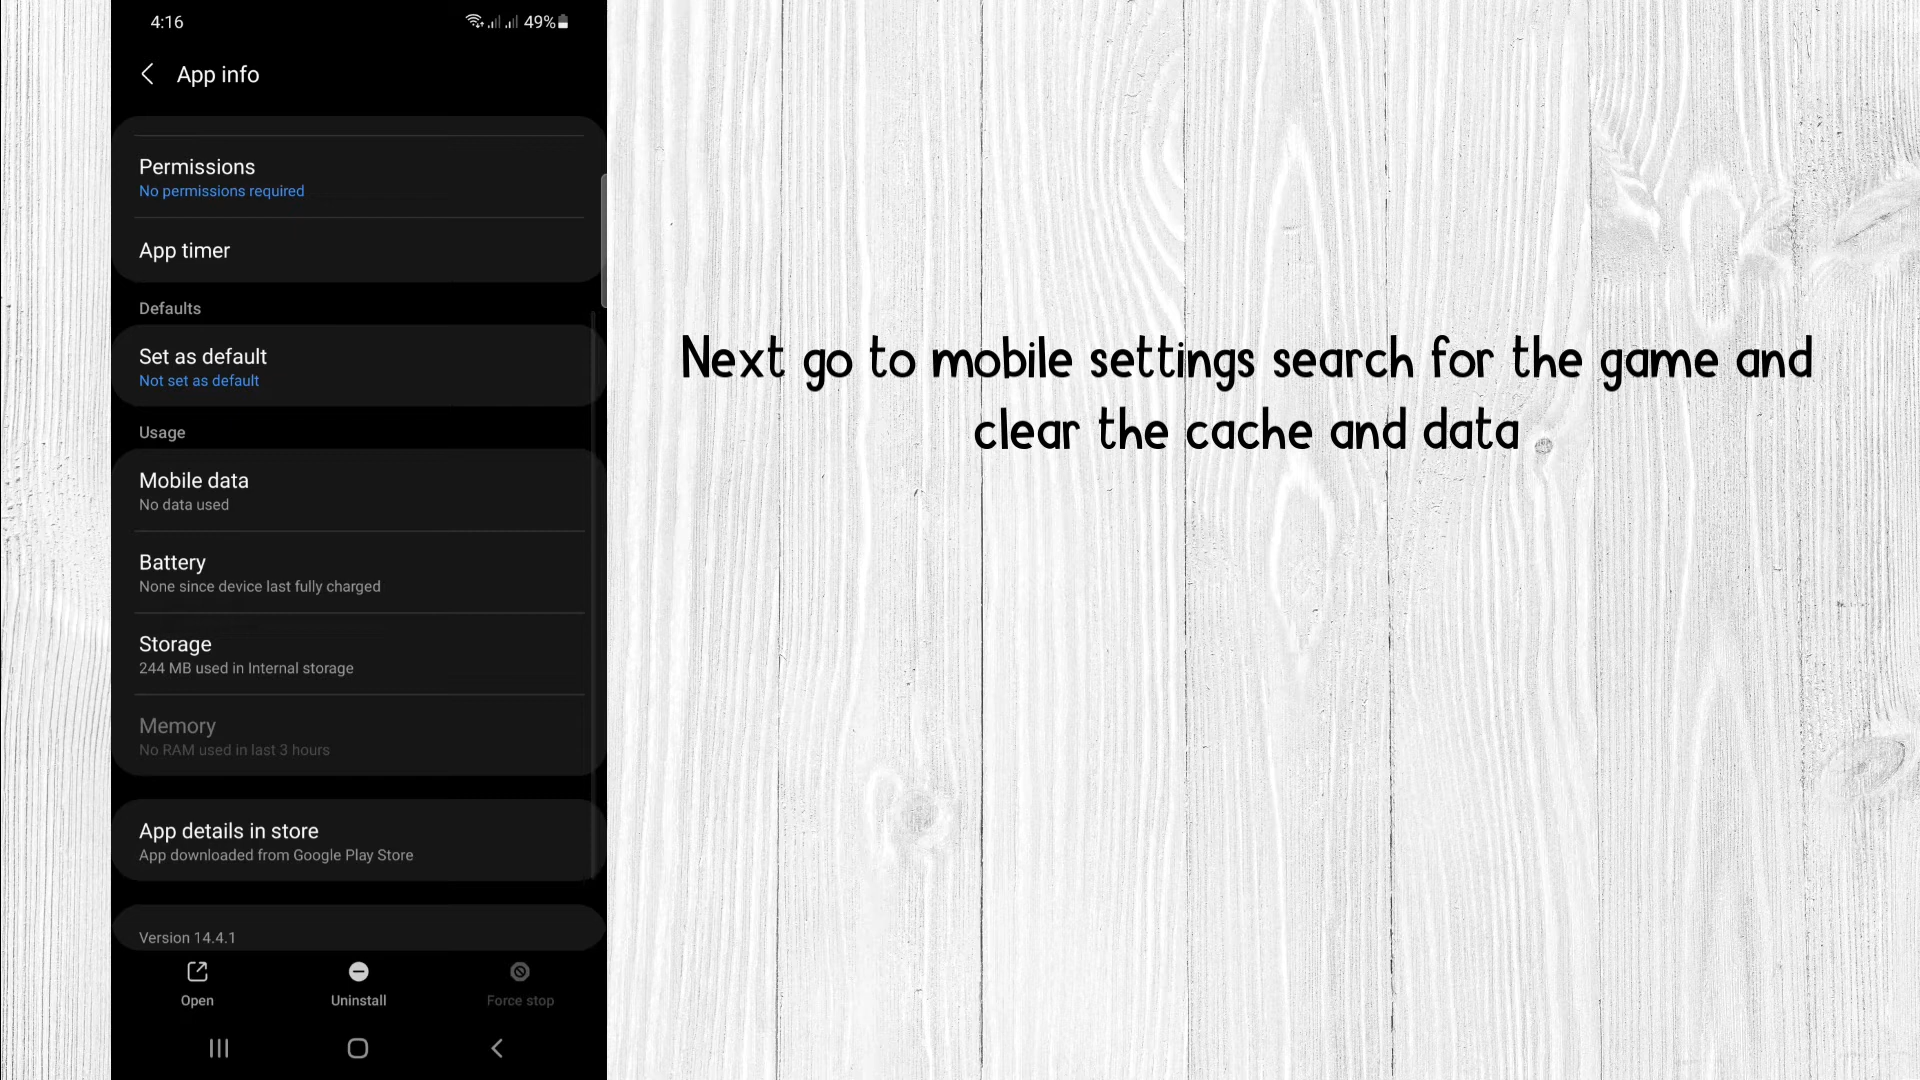 4:16
49%
App info
Permissions
No permissions required
App timer
Defaults
Set as default
Not set as default
Usage
Mobile data
No data used
Battery
None since device last fully charged
Storage
244 MB used in Internal storage
Memory
No RAM used in last 3 hours
App details in store
App downloaded from Google Play Store
Version 14.4.1
Open
Uninstall
Force stop
Next go to mobile settings search for the game and
clear the cache and data